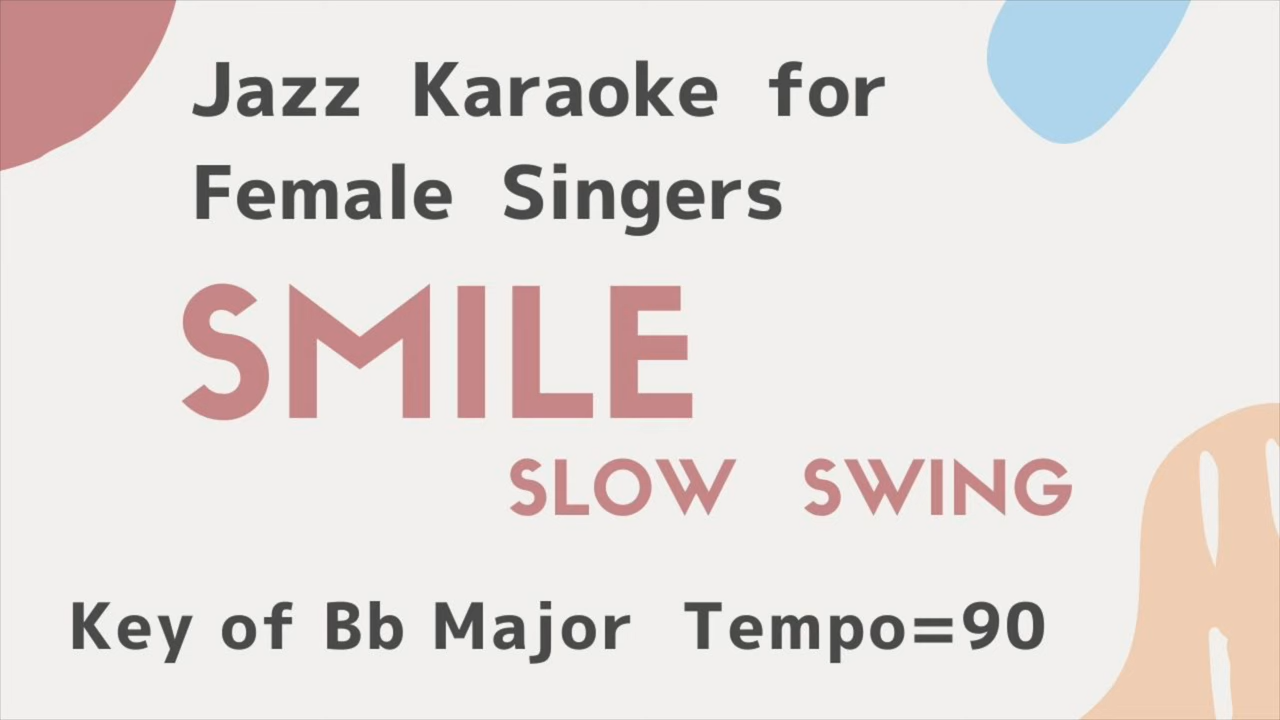 Jazz Karaoke for
Female Singers
SMILE
SLOW SWING
Key of Bb Major Tempo=90